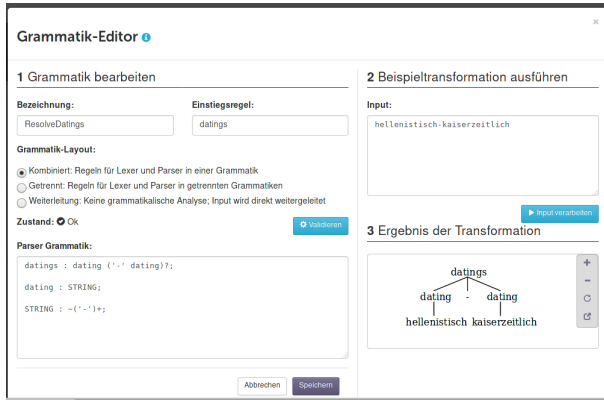 Grammatik-Editor
1 Grammatik bearbeiten
Bezeichnung:
Einstiegsregel:
ResolveDatings
datings
Grammatik-Layout:
Kombiniert: Regeln für Lexer und Parser in einer Grammatik
Getrennt: Regeln für Lexer und Parser in getrennten Grammatiken
Weiterleitung: Keine grammatikalische Analyse; Input wird direkt weitergeleitet
Zustand: Ok
Validieren
Parser Grammatik:
datings : dating ('-' dating)?;
dating : STRING;
STRING : ~('-')+;
Abbrechen
Speichern
2 Beispieltransformation ausführen
Input:
hellenistisch-kaiserzeitlich
Input verarbeiten
3 Ergebnis der Transformation
datings
dating - dating
hellenistisch kaiserzeitlich